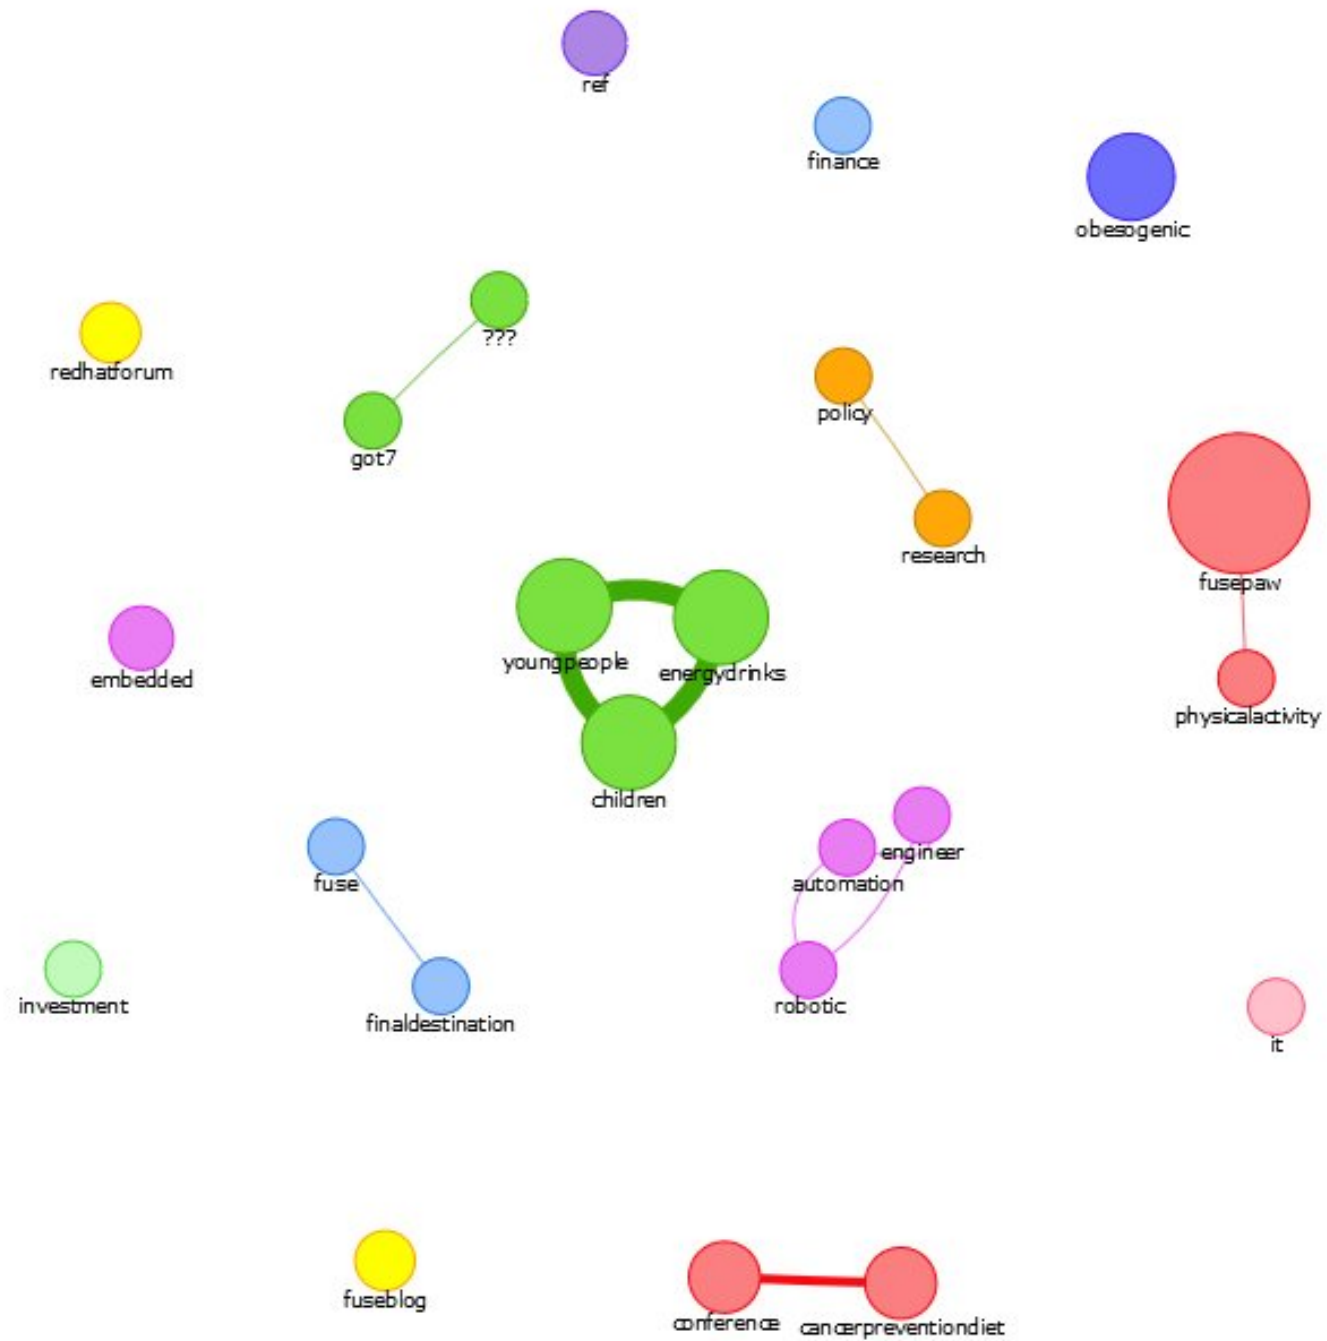 ref
finance
obesogenic
???
redhatforum
policy
got7
research
fusepaw
youngpeople
energydrinks
embedded
physicalactivity
children
engineer
automation
fuse
investment
robotic
finaldestination
it
fuseblog
conference
cancerpreventiondiet